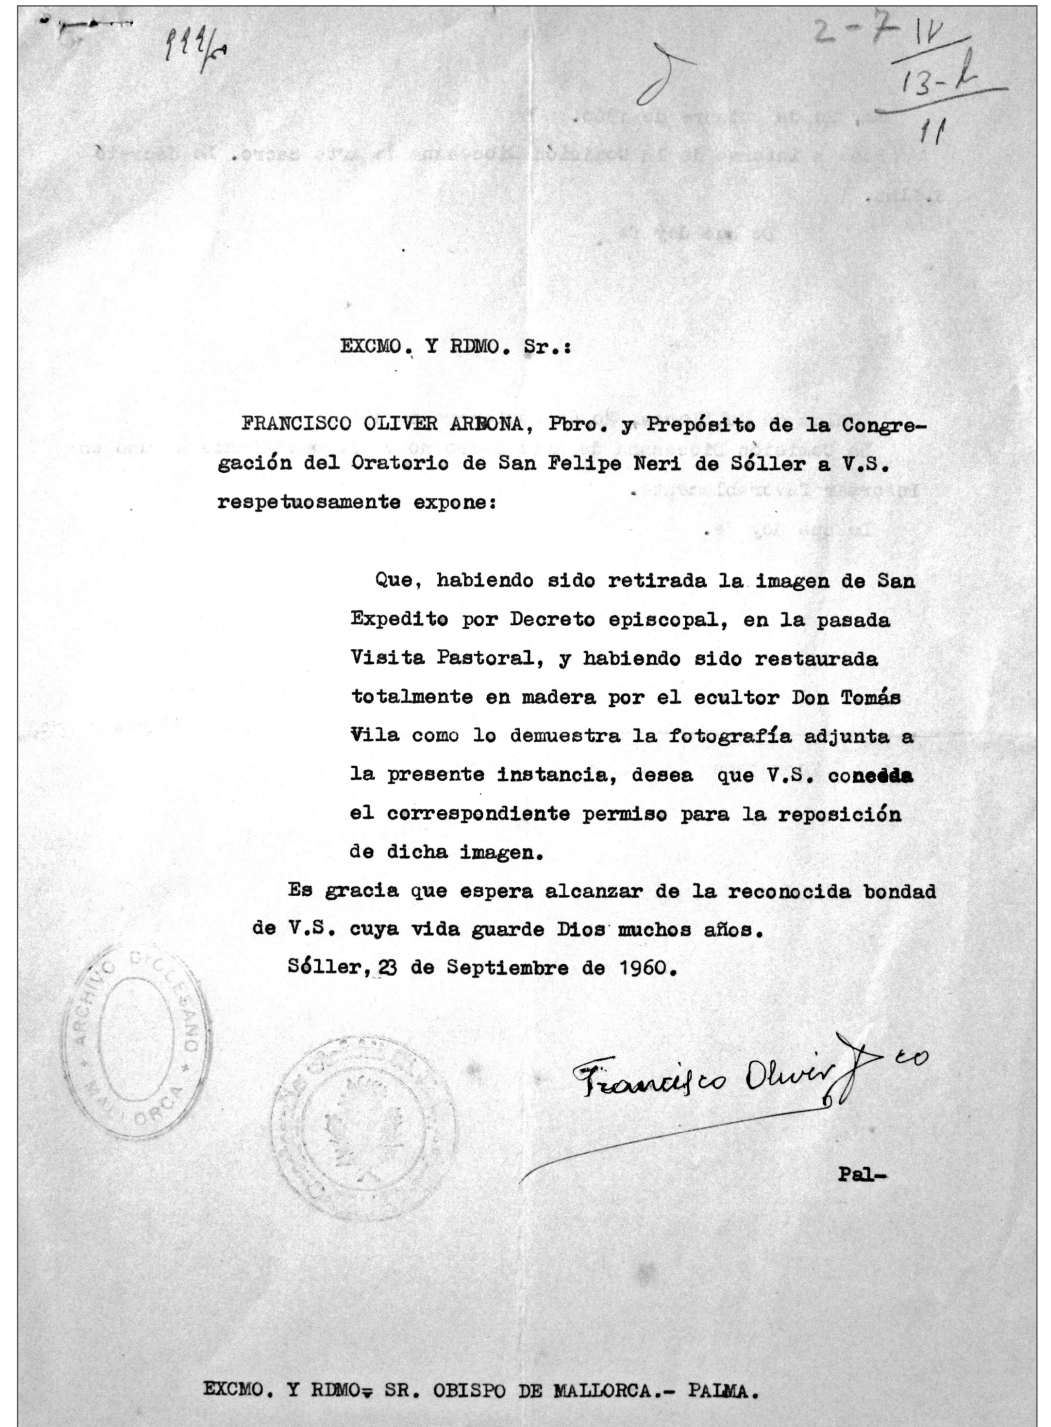 2-7 IV
13-b
11
EXCMO. Y RDMO. Sr.:
FRANCISCO OLIVER ARBONA, Pbro. y Prepósito de la Congre-
gación del Oratorio de San Felipe Neri de Sóller a V.S.
respetuosamente expone:
Que, habiendo sido retirada la imagen de San
Expedito por Decreto episcopal, en la pasada
Visita Pastoral, y habiendo sido restaurada
totalmente en madera por el ecultor Don Tomás
Vila como lo demuestra la fotografía adjunta a
la presente instancia, desea que V.S.
el correspondiente permiso para la reposición
de dicha imagen.
Es gracia que espera alcanzar de la reconocida bondad
de V.S. cuya vida guarde Dios muchos años.
Sóller, 23 de Septiembre de 1960.
ARCHIVO DIOCESANO
MALLORCA
Francisco Oliver
Pal-
EXCMO. Y RDMO- SR. OBISPO DE MALLORCA.- PALMA.